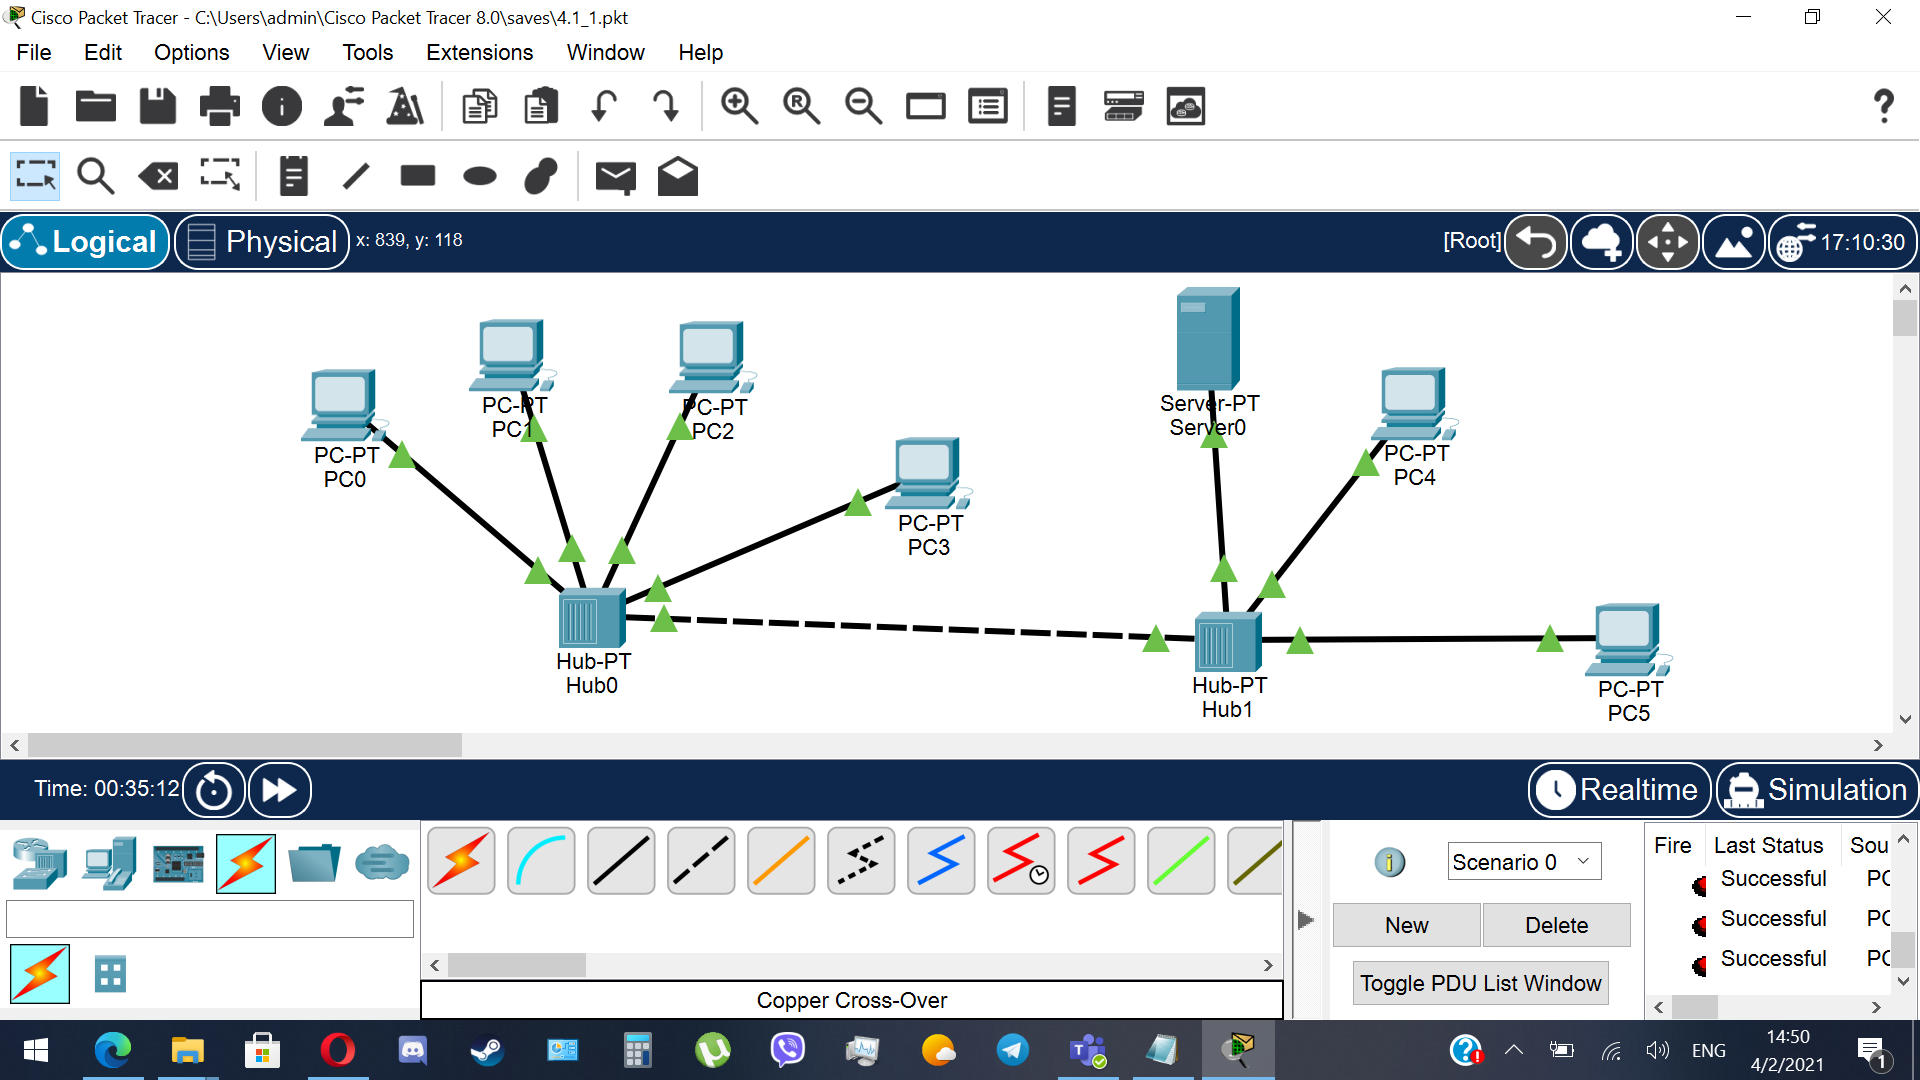 Cisco Packet Tracer - C:\Users\admin\Cisco Packet Tracer 8.0\saves\4.1_1.pkt
File Edit Options View Tools Extensions Window Help
Logical Physical x: 839, y: 118 [Root] 17:10:30
PC-PT
PC0
PC-PT
PC1
PC-PT
PC2
PC-PT
PC3
Server-PT
Server0
PC-PT
PC4
Hub-PT
Hub0
Hub-PT
Hub1
PC-PT
PC5
Time: 00:35:12 Realtime Simulation
Scenario 0
New Delete
Toggle PDU List Window
Fire Last Status Sou
Successful PC
Successful PC
Successful PC
Copper Cross-Over
ENG
14:50
4/2/2021
1